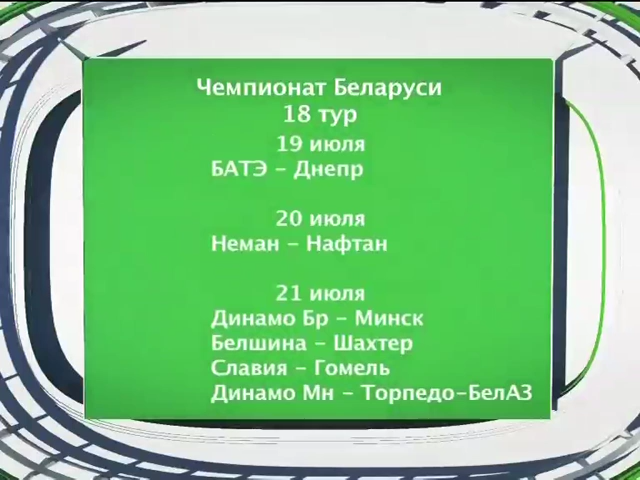 Чемпионат Беларуси
18 тур
19 июля
БАТЭ - Днепр
20 июля
Неман - Нафтан
21 июля
Динамо Бр - Минск
Белшина - Шахтер
Славия - Гомель
Динамо Мн - Торпедо-БелАЗ